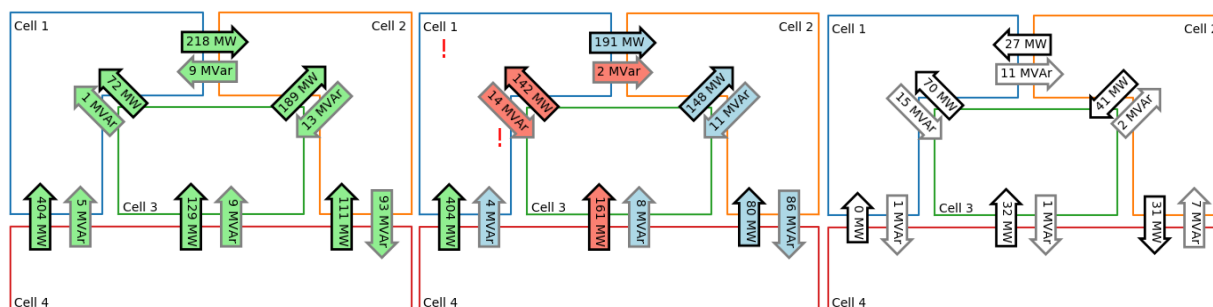 Cell 1
Cell 2
218 MW
9 MVar
72 MW
1 MVAr
189 MW
13 MVAr
404 MW
5 MVAr
Cell 3
129 MW
9 MVAr
111 MW
93 MVAr
Cell 4
Cell 1
!
Cell 2
191 MW
2 MVar
142 MW
14 MVAr
!
148 MW
11 MVAr
404 MW
4 MVAr
Cell 3
161 MW
8 MVAr
80 MW
86 MVAr
Cell 4
Cell 1
Cell 2
27 MW
11 MVar
70 MW
15 MVAr
41 MW
2 MVAr
0 MW
1 MVAr
Cell 3
32 MW
1 MVAr
31 MW
7 MVAr
Cell 4